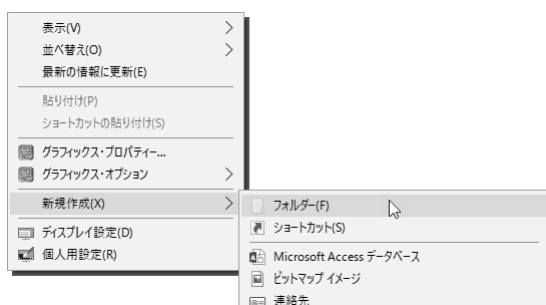 表示(V)
並べ替え(O)
最新の情報に更新(E)
貼り付け(P)
ショートカットの貼り付け(S)
グラフィックス・プロパティー...
グラフィックス・オプション
新規作成(X)
ディスプレイ設定(D)
個人用設定(R)
フォルダー(F)
ショートカット(S)
Microsoft Access データベース
ビットマップ イメージ
連絡先